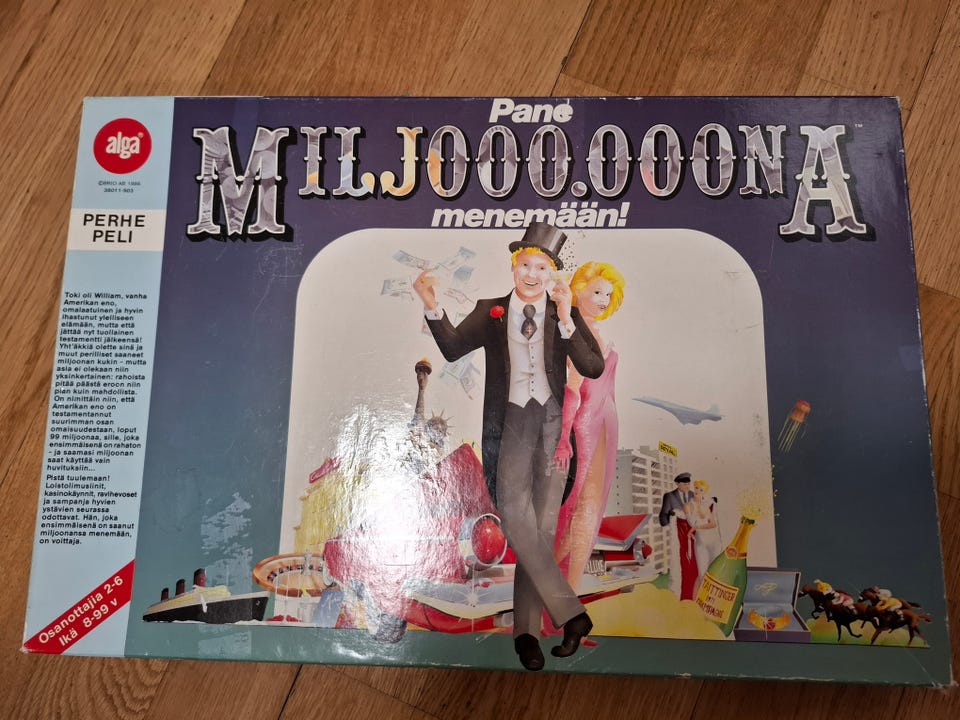 alga®
©BRIO AB 1986
38011-903
PERHE
PELI
Toki oli William, vanha
Amerikan eno,
omalaatuinen ja hyvin
ihastunut ylelliseen
elämään, mutta että
jättää nyt tuollainen
testamentti jälkeensä!
Yht'äkkiä olette sinä ja
muut perilliset saaneet
miljoonan kukin – mutta
asia ei olekaan niin
yksinkertainen: rahoista
pitää päästä eroon niin
pian kuin mahdollista.
On nimittäin niin, että
Amerikan eno on
testamentannut
suurimman osan
omaisuudestaan, loput
99 miljoonaa, sille, joka
ensimmäisenä on rahaton
– ja saamasi miljoonan
saat käyttää vain
huvituksiin...
Pistä tuulemaan!
Loistolimusiinit,
kasinokäynnit, ravihevoset
ja sampanja hyvien
ystävien seurassa
odottavat. Hän, joka
ensimmäisenä on saanut
miljoonansa menemään,
on voittaja.
Osanottajia 2-6
Ikä 8-99 v
Pane
MILJOOO.OOONA™
menemään!
TAITTINGER
CHAMPAGNE